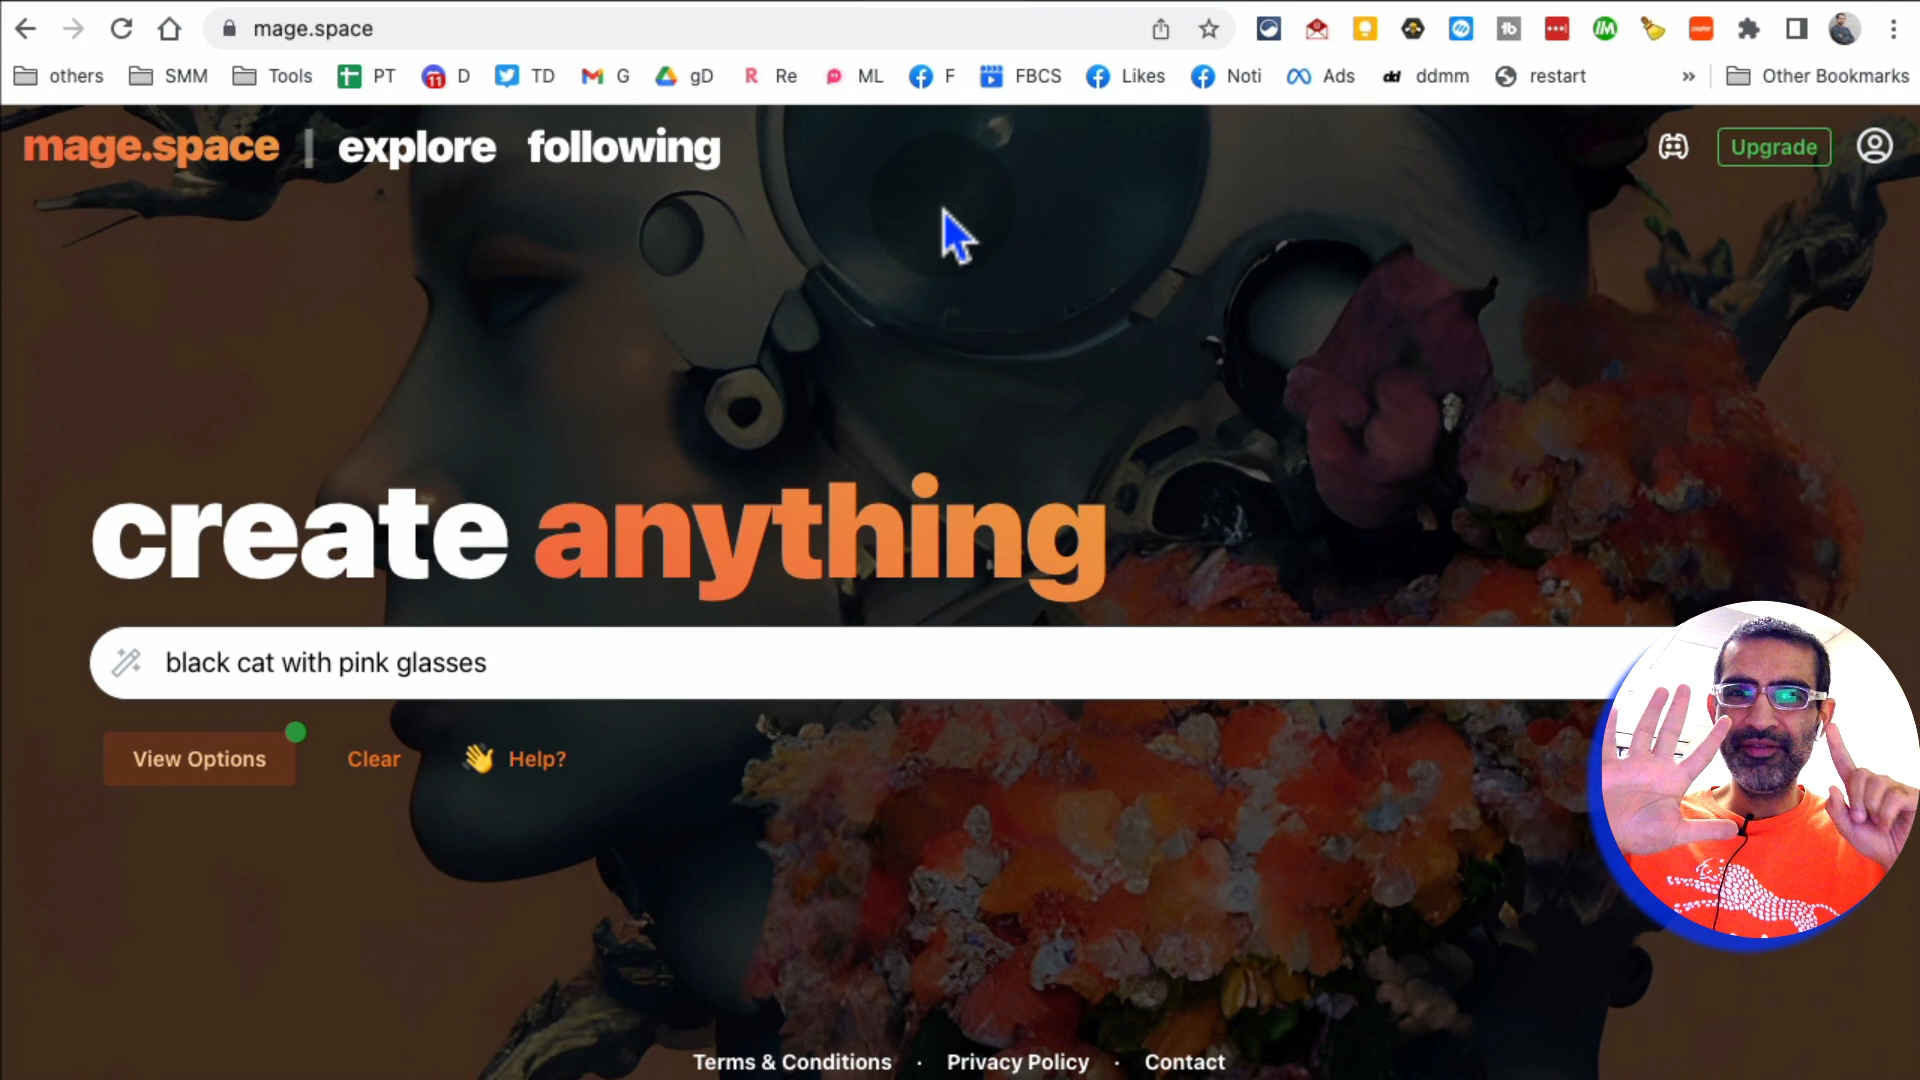 mage.space
others SMM Tools PT D TD G gD Re ML F FBCS Likes Noti Ads ddmm restart » Other Bookmarks
mage.space | explore following Upgrade
create anything
black cat with pink glasses
View Options Clear Help?
Terms & Conditions · Privacy Policy · Contact